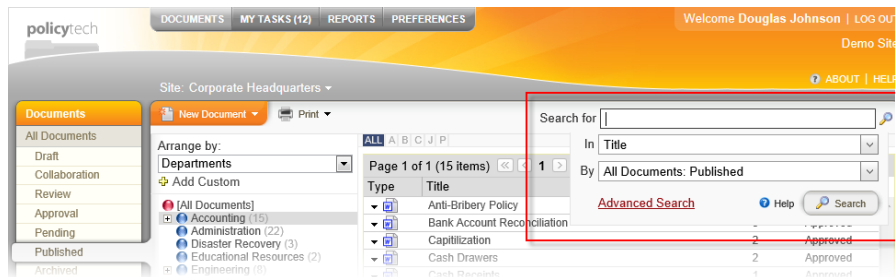 policytech
DOCUMENTS MY TASKS (12) REPORTS PREFERENCES
Welcome Douglas Johnson | LOG OUT
Demo Site
Site: Corporate Headquarters
ABOUT | HELP
Documents
New Document Print
Search for
All Documents
Arrange by:
ALL A B C J P
In Title
Draft
Departments
Page 1 of 1 (15 items) 1
By All Documents: Published
Collaboration
Add Custom
Type Title
Review
[All Documents]
Anti-Bribery Policy
Advanced Search Help Search
Approval
Accounting (15)
Bank Account Reconciliation
Pending
Administration (22)
Capitilization 2 Approved
Published
Disaster Recovery (3)
Educational Resources (2)
Cash Drawers 2 Approved
Archived
Engineering (8)
Cash Receipts 1 Approved